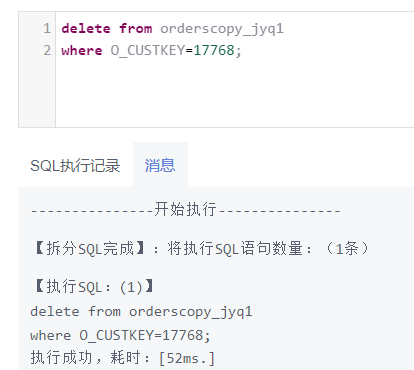 1 delete from orderscopy_jyq1
2 where O_CUSTKEY=17768;
SQL执行记录 消息
---------------开始执行---------------
【拆分SQL完成】：将执行SQL语句数量：（1条）
【执行SQL：(1)】
delete from orderscopy_jyq1
where O_CUSTKEY=17768;
执行成功，耗时：[52ms.]